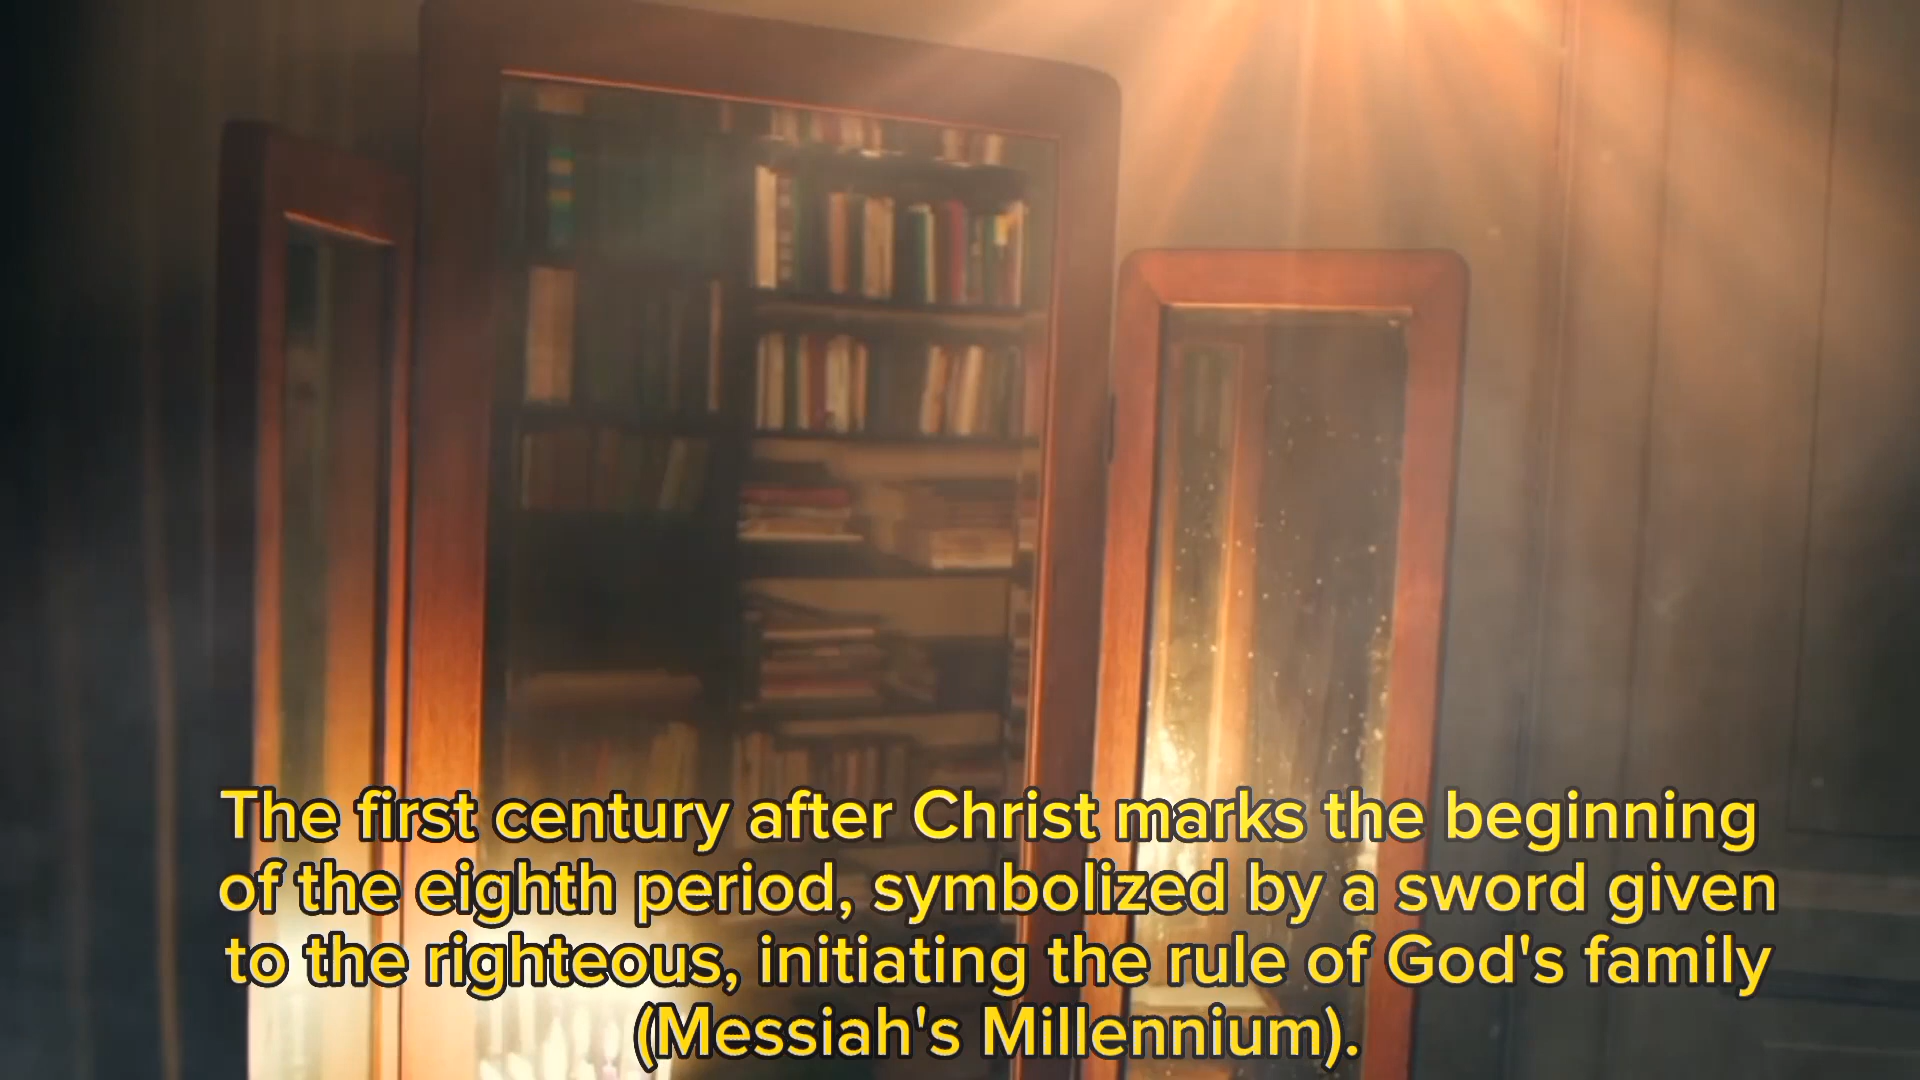 The first century after Christ marks the beginning
of the eighth period, symbolized by a sword given
to the righteous, initiating the rule of God's family
(Messiah's Millennium).